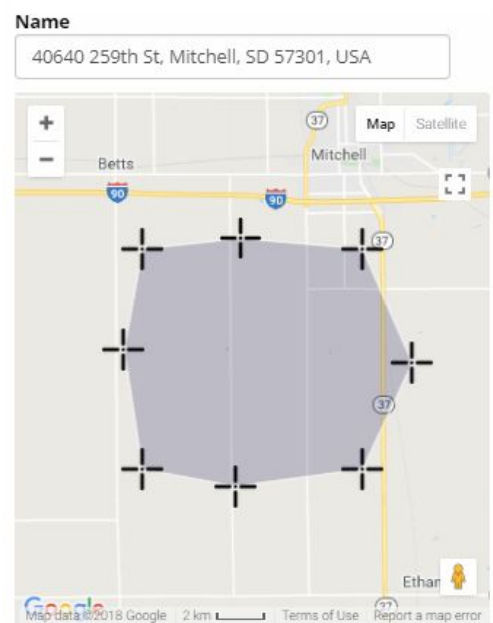 Name
40640 259th St, Mitchell, SD 57301, USA
+
37
Map Satellite
−
Betts
Mitchell
90
90
37
37
Ethan
Google
37
Map data ©2018 Google 2 km Terms of Use Report a map error